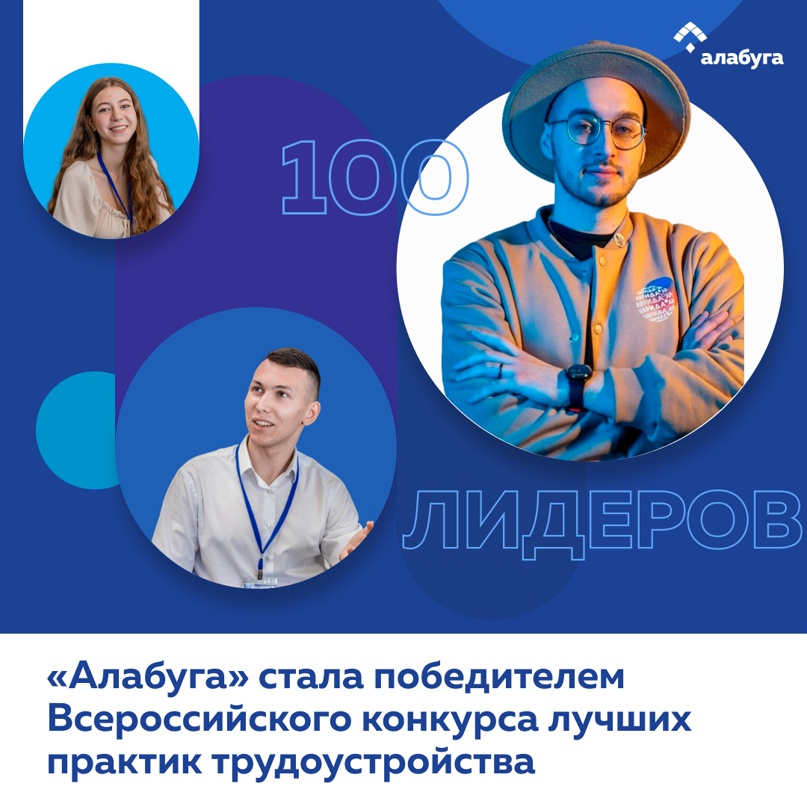 алабуга
100
ЛИДЕРОВ
«Алабуга» стала победителем
Всероссийского конкурса лучших
практик трудоустройства